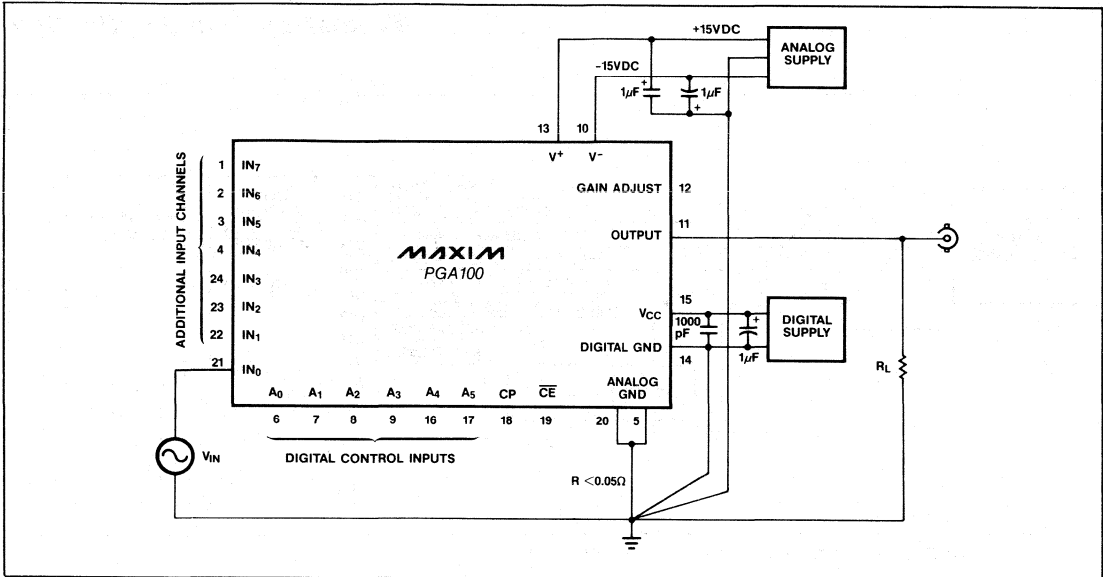 +15VDC
ANALOG
SUPPLY
-15VDC
1µF +
1µF
+
13 10
V+ V-
ADDITIONAL INPUT CHANNELS
1 IN7
2 IN6
3 IN5
4 IN4
24 IN3
23 IN2
22 IN1
21 IN0
MAXIM
PGA100
GAIN ADJUST 12
OUTPUT 11
VCC 15
1000
pF
+
1µF
DIGITAL GND 14
DIGITAL
SUPPLY
RL
ANALOG
GND
A0 A1 A2 A3 A4 A5 CP CE
6 7 8 9 16 17 18 19 20 5
DIGITAL CONTROL INPUTS
VIN
R <0.05Ω